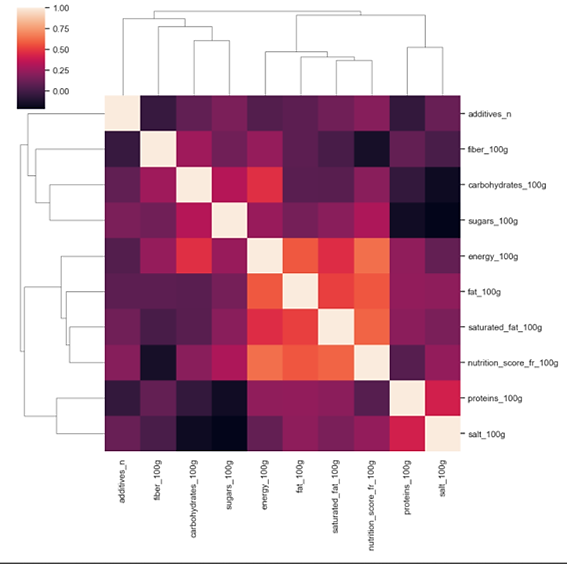 1.00
0.75
0.50
0.25
0.00
additives_n
fiber_100g
carbohydrates_100g
sugars_100g
energy_100g
fat_100g
saturated_fat_100g
nutrition_score_fr_100g
proteins_100g
salt_100g
additives_n
fiber_100g
carbohydrates_100g
sugars_100g
energy_100g
fat_100g
saturated_fat_100g
nutrition_score_fr_100g
proteins_100g
salt_100g